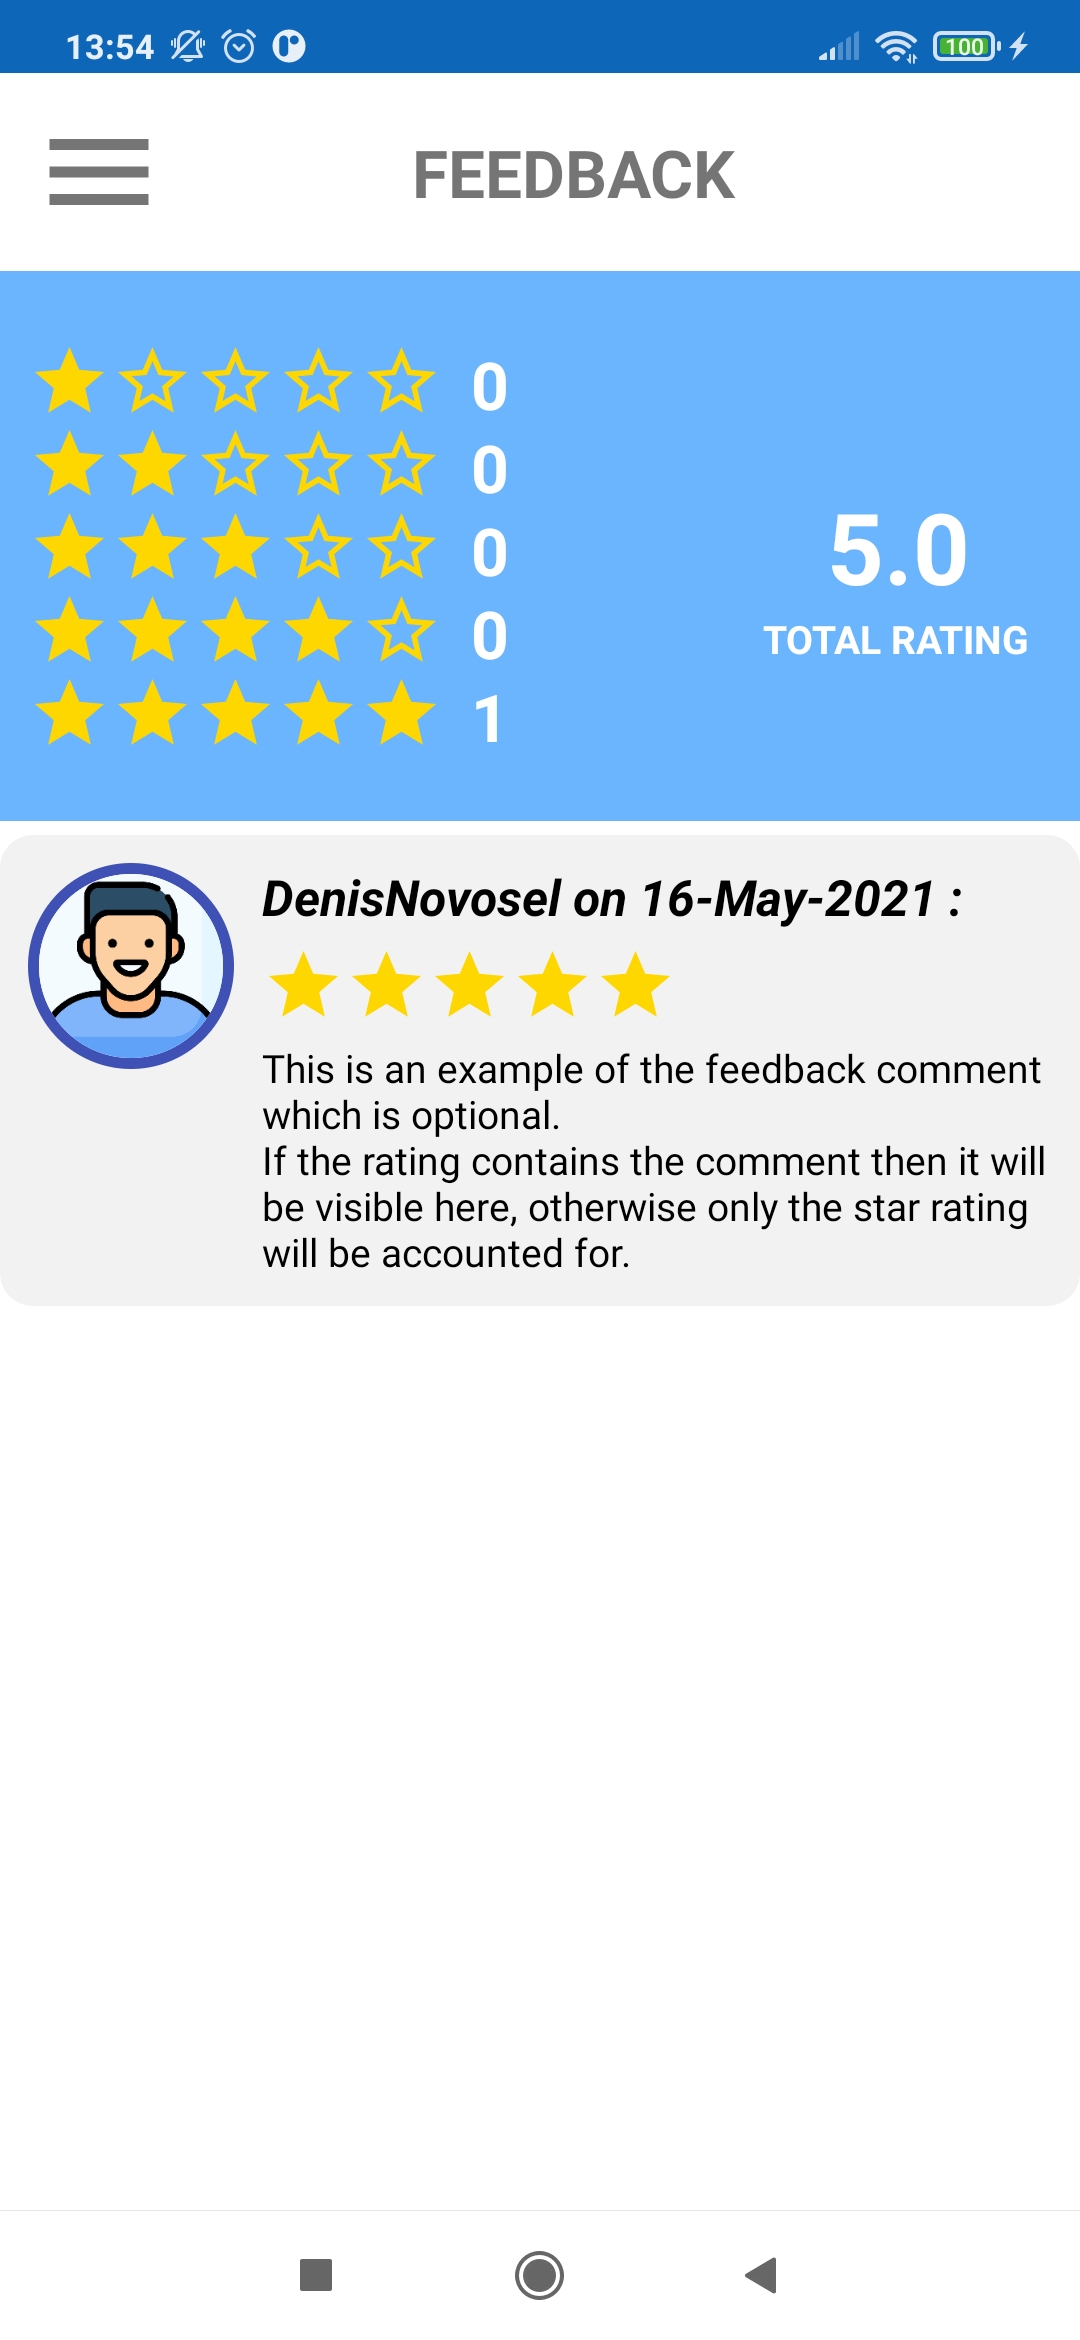 13:54 100
FEEDBACK
0
0
0
0
1
5.0
TOTAL RATING
DenisNovosel on 16-May-2021 :
This is an example of the feedback comment
which is optional.
If the rating contains the comment then it will
be visible here, otherwise only the star rating
will be accounted for.